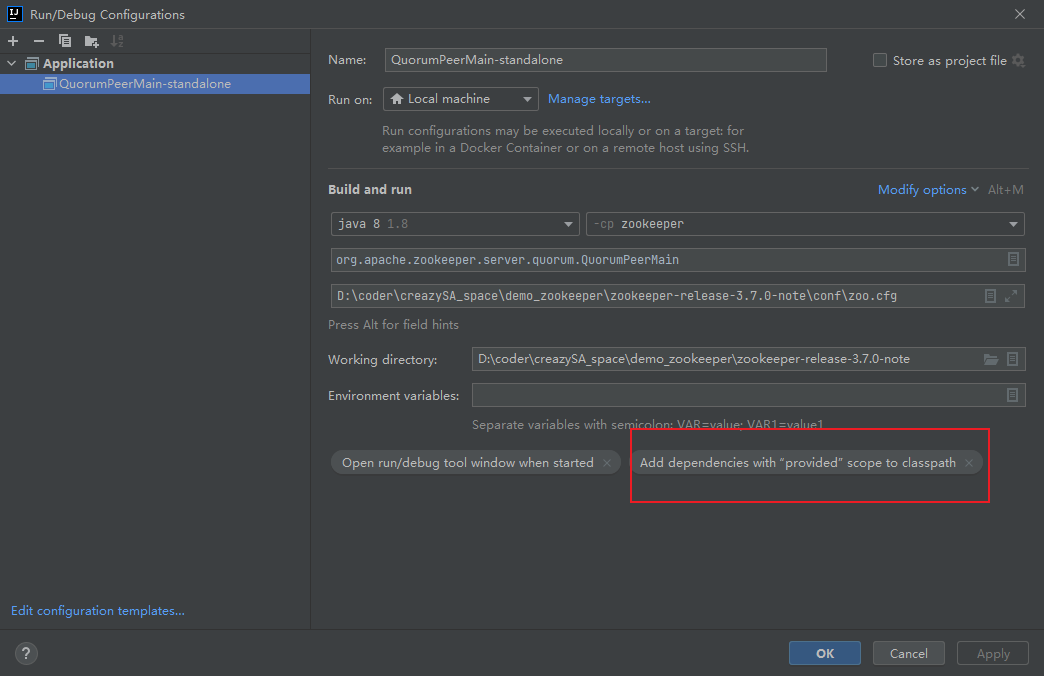 Run/Debug Configurations
Application
QuorumPeerMain-standalone
Name:
QuorumPeerMain-standalone
Store as project file
Run on:
Local machine
Manage targets...
Run configurations may be executed locally or on a target: for
example in a Docker Container or on a remote host using SSH.
Build and run
Modify options
Alt+M
java 8 1.8
-cp zookeeper
org.apache.zookeeper.server.quorum.QuorumPeerMain
D:\coder\creazySA_space\demo_zookeeper\zookeeper-release-3.7.0-note\conf\zoo.cfg
Press Alt for field hints
Working directory:
D:\coder\creazySA_space\demo_zookeeper\zookeeper-release-3.7.0-note
Environment variables:
Separate variables with semicolon: VAR=value; VAR1=value1
Open run/debug tool window when started
Add dependencies with “provided” scope to classpath
Edit configuration templates...
?
OK
Cancel
Apply